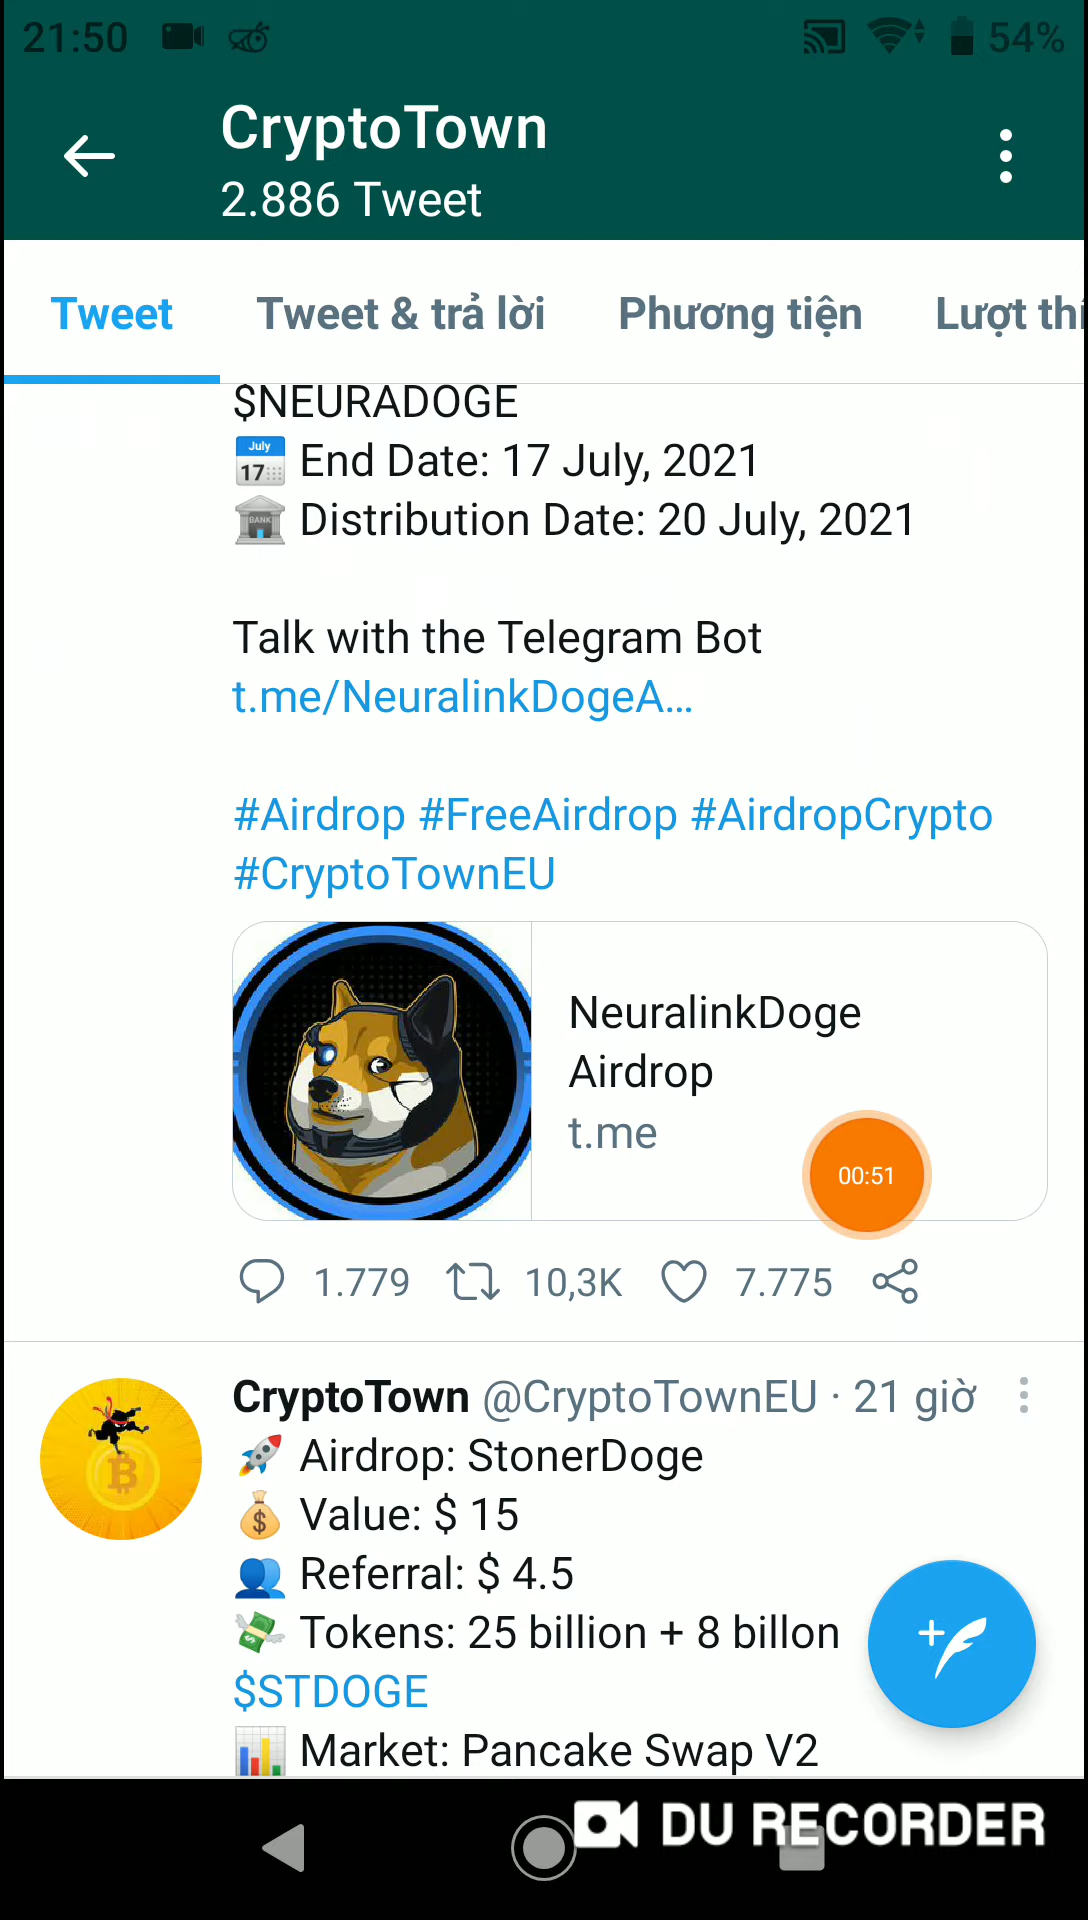 21:50
54%
CryptoTown
2.886 Tweet
Tweet
Tweet & trả lời
Phương tiện
Lượt thí
$NEURADOGE
July
17
End Date: 17 July, 2021
BANK
Distribution Date: 20 July, 2021
Talk with the Telegram Bot
t.me/NeuralinkDogeA...
#Airdrop #FreeAirdrop #AirdropCrypto
#CryptoTownEU
NeuralinkDoge
Airdrop
t.me
00:51
1.779
10,3K
7.775
CryptoTown @CryptoTownEU · 21 giờ
Airdrop: StonerDoge
Value: $ 15
Referral: $ 4.5
Tokens: 25 billion + 8 billon
$STDOGE
Market: Pancake Swap V2
DU RECORDER